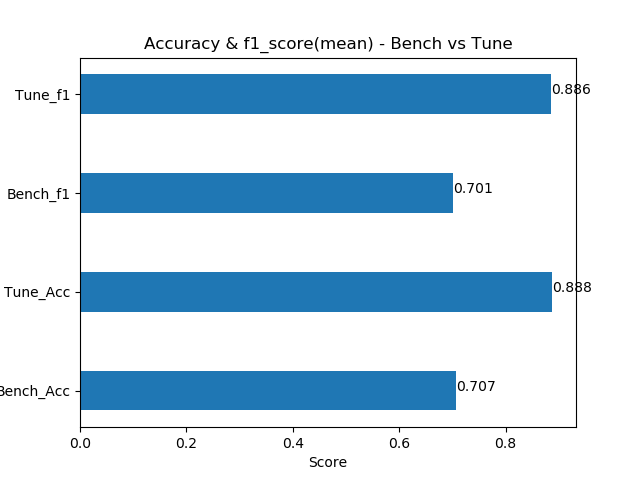 Accuracy & f1_score(mean) - Bench vs Tune
Tune_f1
0.886
Bench_f1
0.701
Tune_Acc
0.888
Bench_Acc
0.707
0.0 0.2 0.4 0.6 0.8
Score